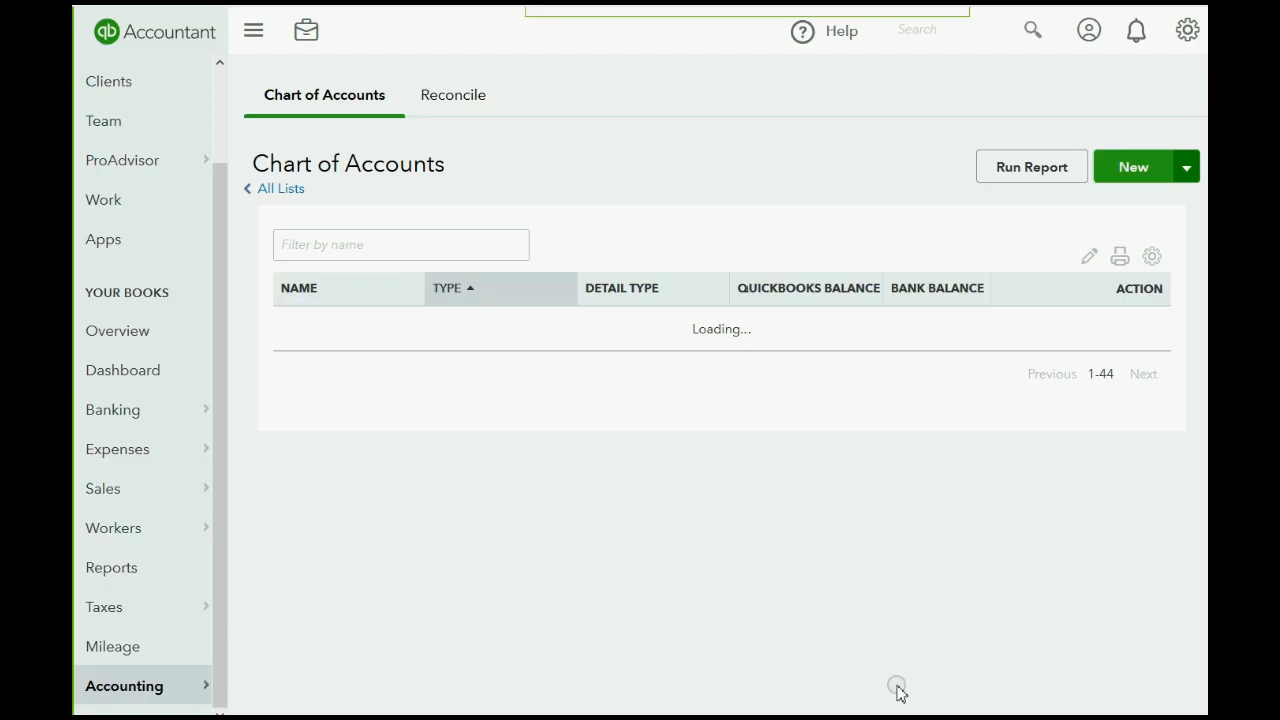 qb Accountant
Help
Search
Clients
Team
ProAdvisor
Work
Apps
YOUR BOOKS
Overview
Dashboard
Banking
Expenses
Sales
Workers
Reports
Taxes
Mileage
Accounting
Chart of Accounts Reconcile
Chart of Accounts
All Lists
Run Report New
Filter by name
NAME TYPE DETAIL TYPE QUICKBOOKS BALANCE BANK BALANCE ACTION
Loading...
Previous 1-44 Next